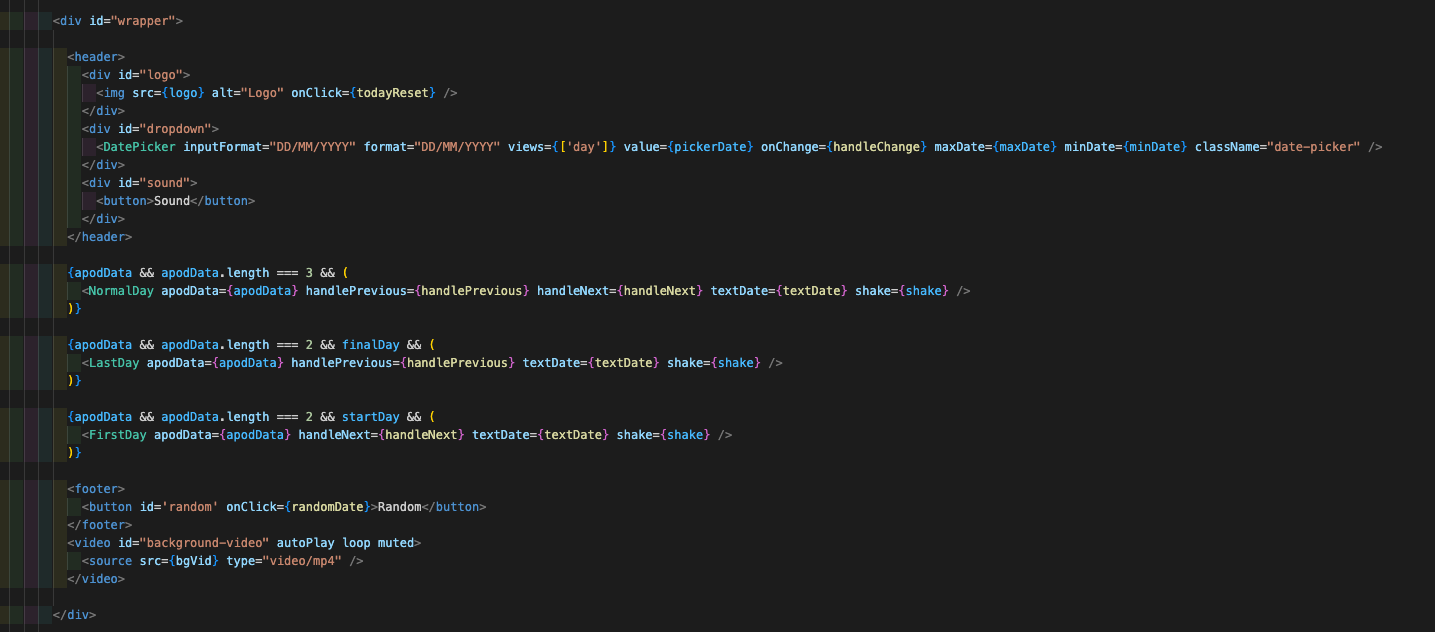 <div id="wrapper">
<header>
<div id="logo">
<img src={logo} alt="Logo" onClick={todayReset} />
</div>
<div id="dropdown">
<DatePicker inputFormat="DD/MM/YYYY" format="DD/MM/YYYY" views={['day']} value={pickerDate} onChange={handleChange} maxDate={maxDate} minDate={minDate} className="date-picker" />
</div>
<div id="sound">
<button>Sound</button>
</div>
</header>
{apodData && apodData.length === 3 && (
<NormalDay apodData={apodData} handlePrevious={handlePrevious} handleNext={handleNext} textDate={textDate} shake={shake} />
)}
{apodData && apodData.length === 2 && finalDay && (
<LastDay apodData={apodData} handlePrevious={handlePrevious} textDate={textDate} shake={shake} />
)}
{apodData && apodData.length === 2 && startDay && (
<FirstDay apodData={apodData} handleNext={handleNext} textDate={textDate} shake={shake} />
)}
<footer>
<button id='random' onClick={randomDate}>Random</button>
</footer>
<video id="background-video" autoPlay loop muted>
<source src={bgVid} type="video/mp4" />
</video>
</div>